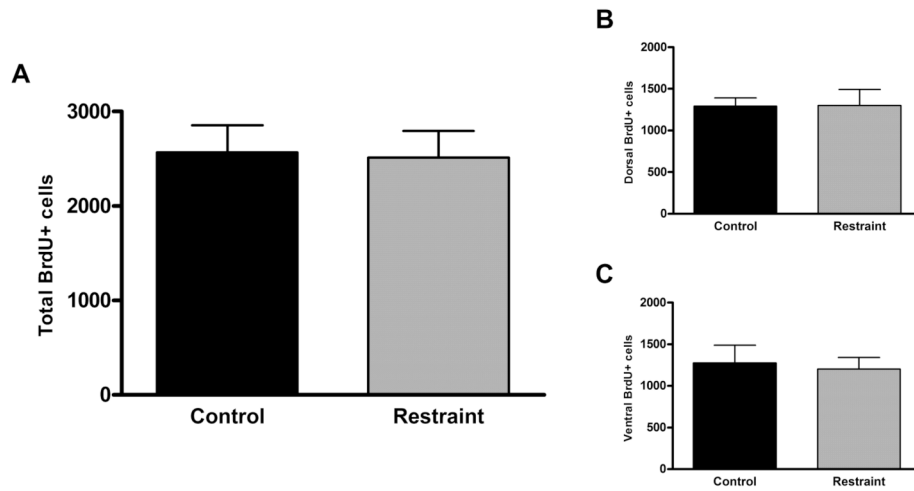 A
Total BrdU+ cells
3000
2000
1000
0
Control Restraint
B
Dorsal BrdU+ cells
2000
1500
1000
500
0
Control Restraint
C
Ventral BrdU+ cells
2000
1500
1000
500
0
Control Restraint